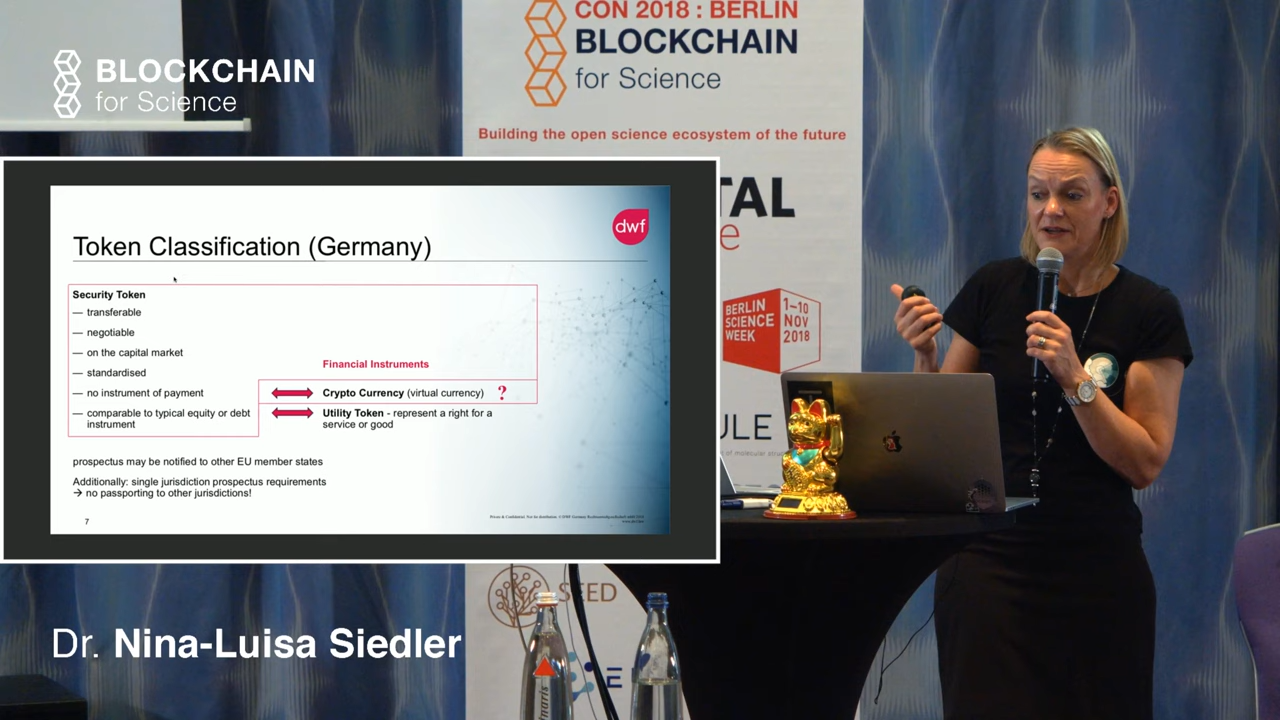 CON 2018 : BERLIN
BLOCKCHAIN
for Science
Building the open science ecosystem of the future
BLOCKCHAIN
for Science
TAL
dwf
Token Classification (Germany)
Security Token
— transferable
— negotiable
— on the capital market
— standardised
— no instrument of payment
— comparable to typical equity or debt
instrument
Financial Instruments
Crypto Currency (virtual currency) ?
Utility Token - represent a right for a
service or good
prospectus may be notified to other EU member states
Additionally: single jurisdiction prospectus requirements
→ no passporting to other jurisdictions!
7
BERLIN
SCIENCE
WEEK
1–10
NOV
2018
ULE
SEED
Dr. Nina-Luisa Siedler